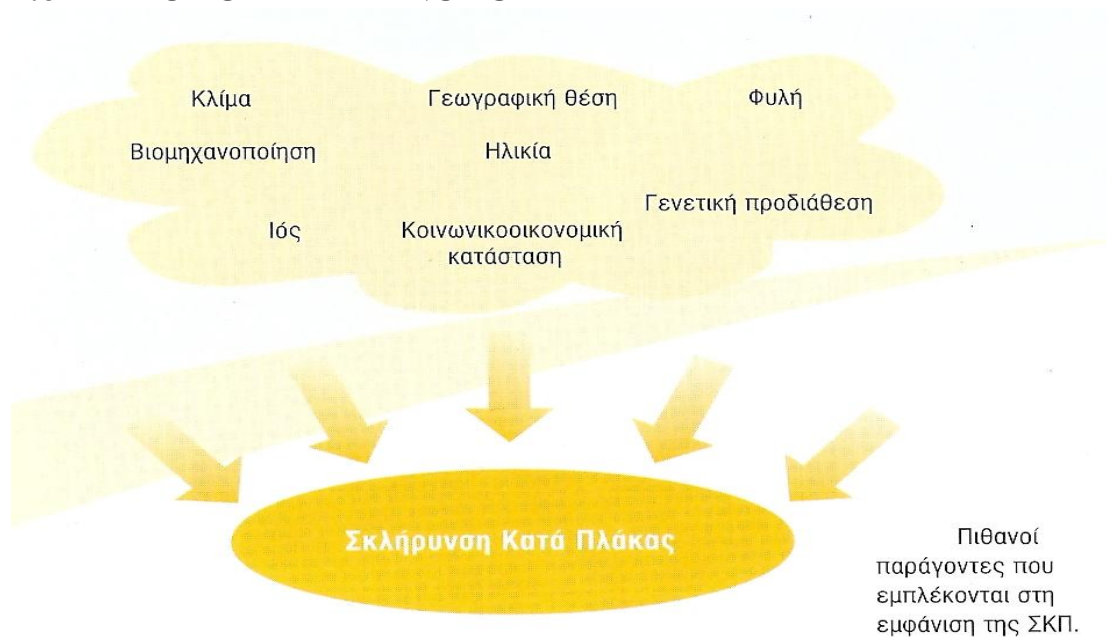 Κλίμα Γεωγραφική θέση Φυλή
Βιομηχανοποίηση Ηλικία
Γενετική προδιάθεση
Ιός Κοινωνικοοικονομική
κατάσταση
Σκλήρυνση Κατά Πλάκας
Πιθανοί
παράγοντες που
εμπλέκονται στη
εμφάνιση της ΣΚΠ.